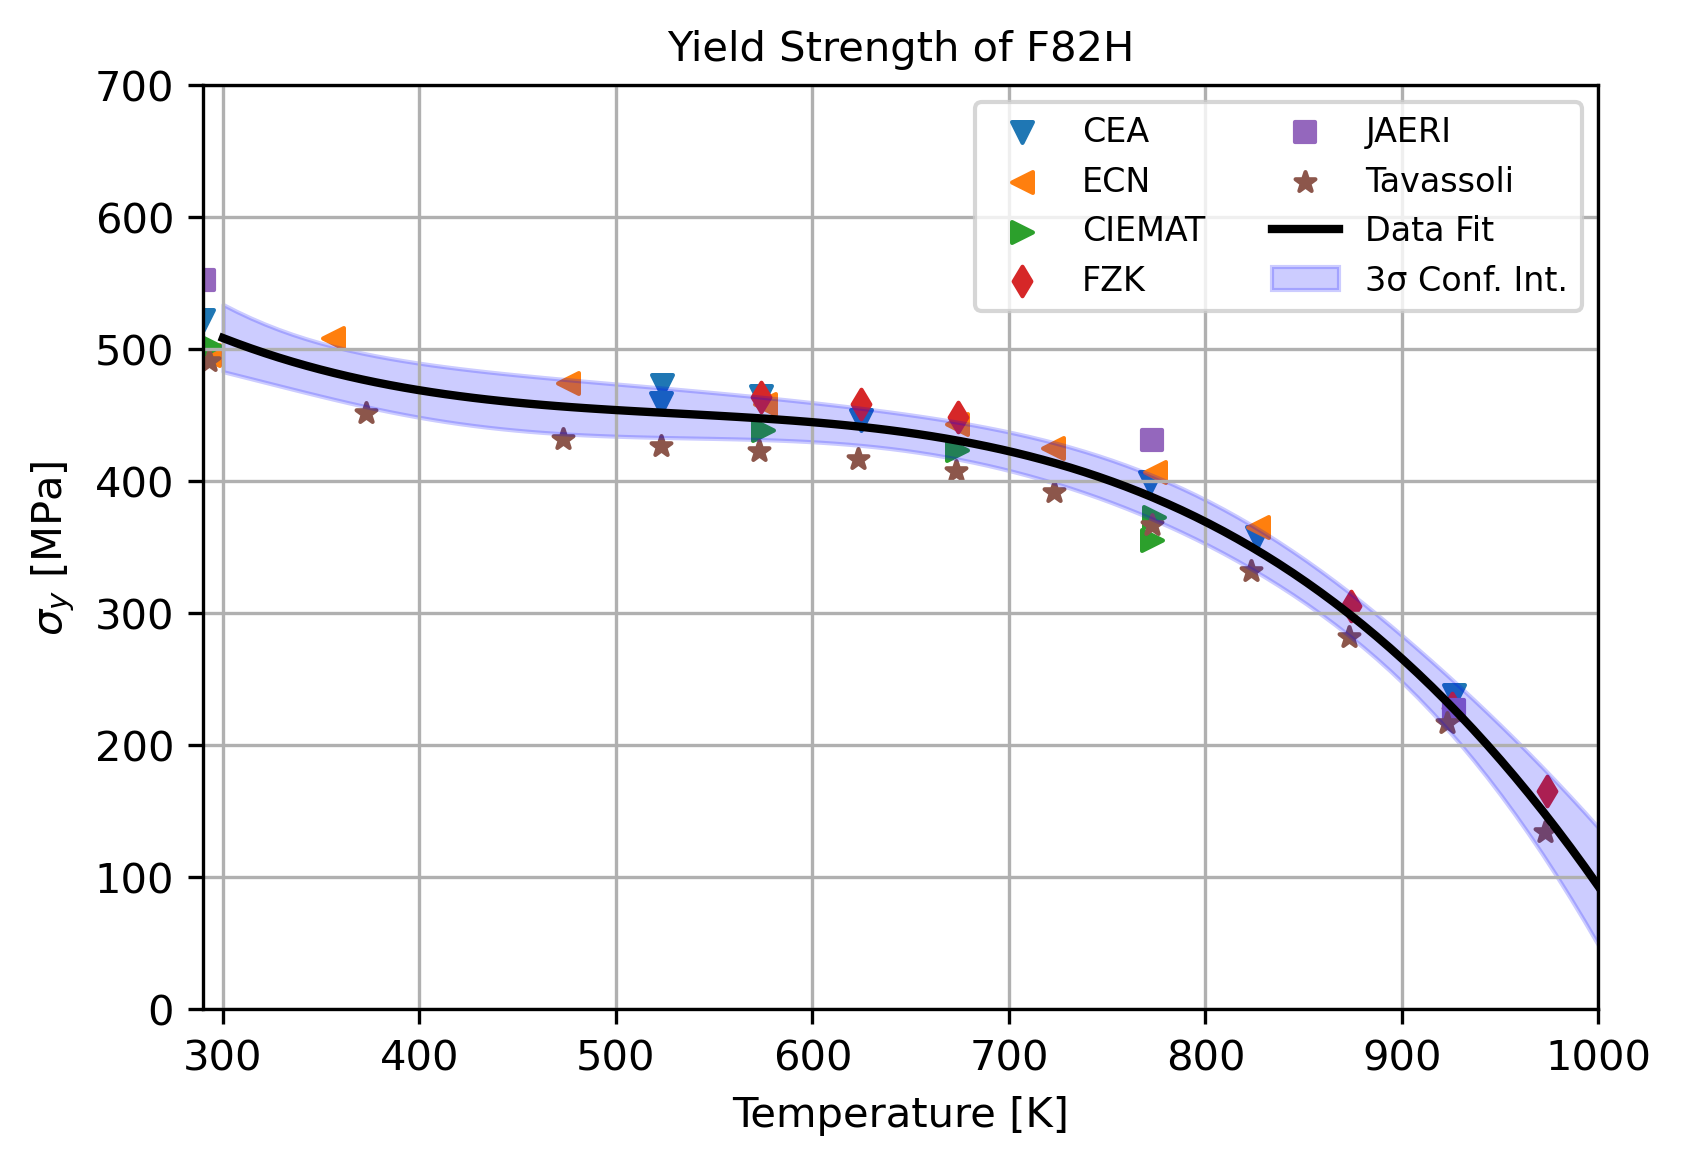 Yield Strength of F82H
700
600
500
400
300
200
100
0
σy [MPa]
CEA
ECN
CIEMAT
FZK
JAERI
Tavassoli
Data Fit
3σ Conf. Int.
300 400 500 600 700 800 900 1000
Temperature [K]